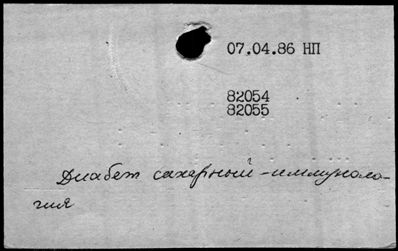 07.04.86 НП
82054
82055
Диабет сахарный – иммуноло-
гия